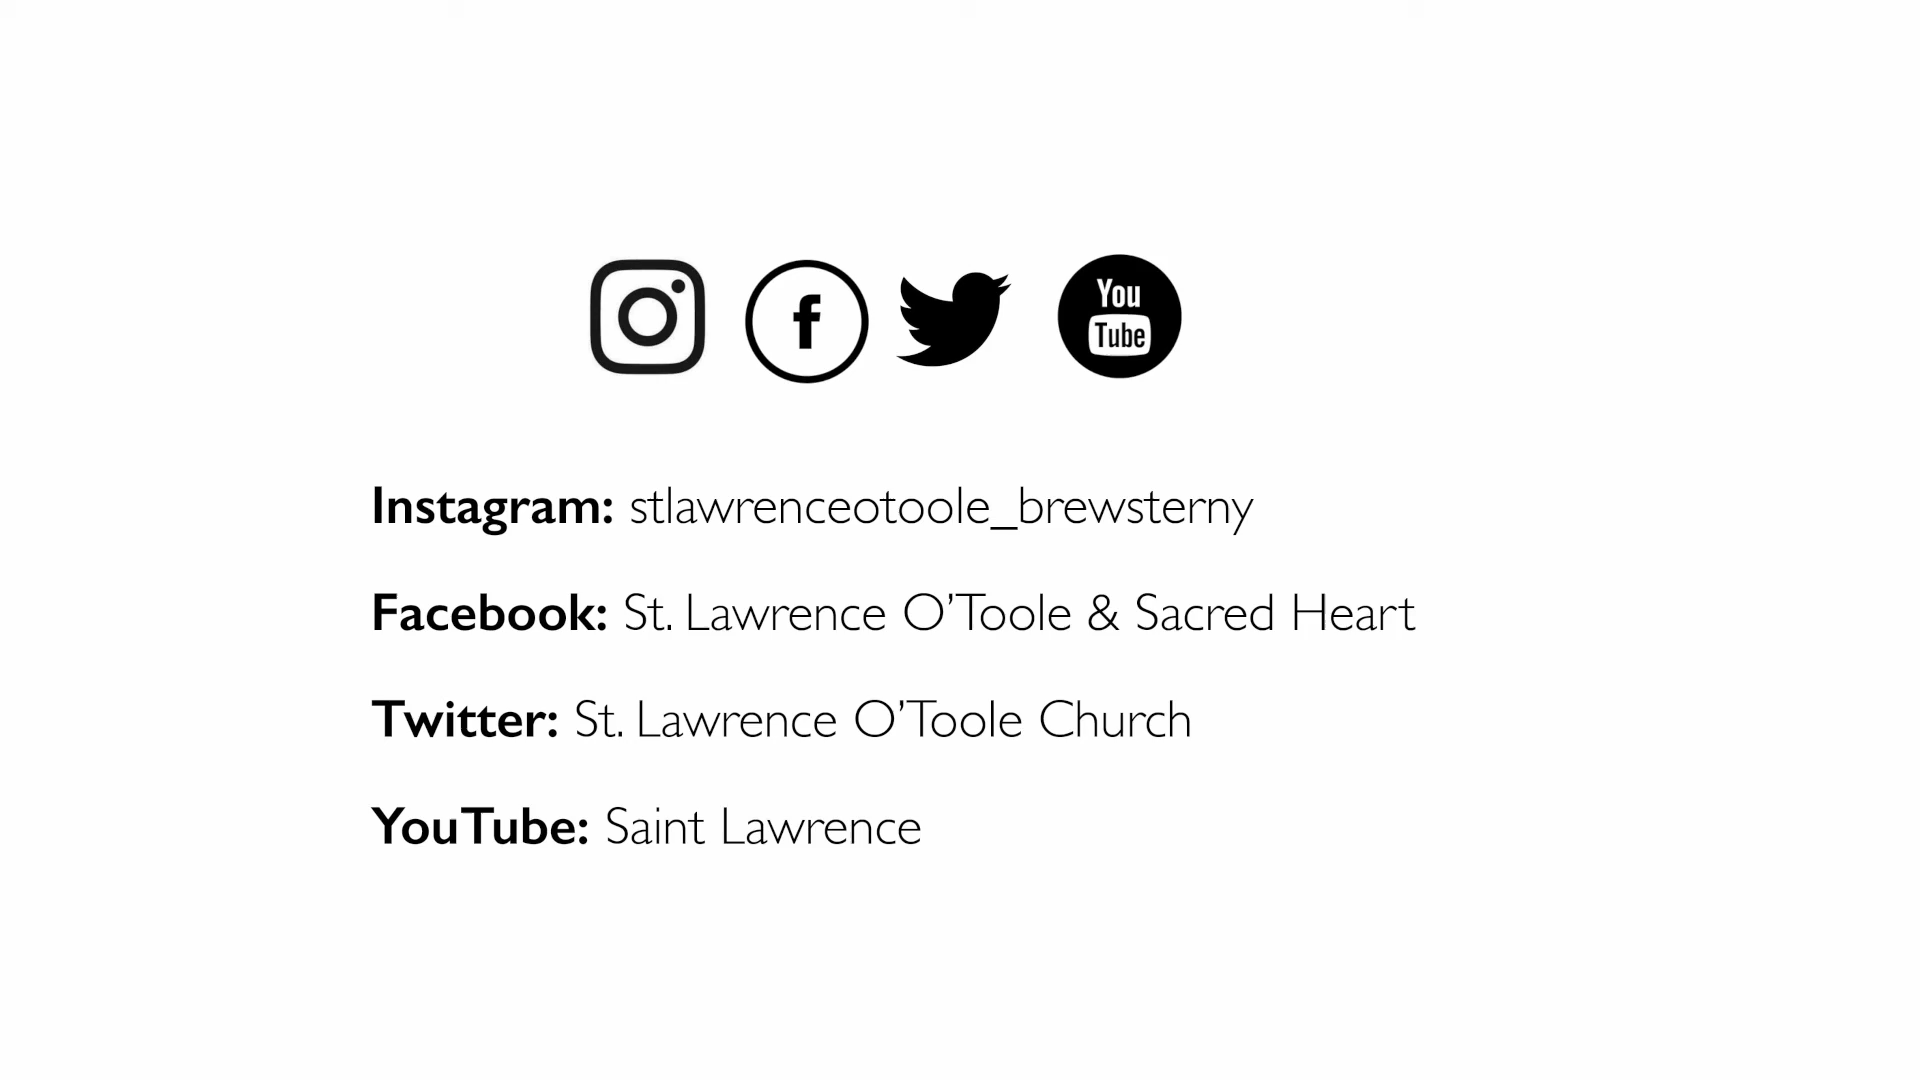 f
You
Tube
Instagram: stlawrenceotoole_brewsterny
Facebook: St. Lawrence O’Toole & Sacred Heart
Twitter: St. Lawrence O’Toole Church
YouTube: Saint Lawrence